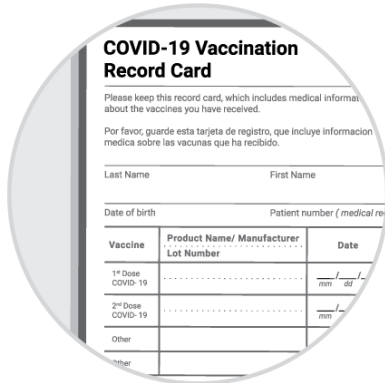 COVID-19 Vaccination
Record Card
Please keep this record card, which includes medical
about the vaccines you have received.
Por favor, guarde esta tarjeta de registro, que incluye informacion
medica sobre las vacunas que ha recibido.
Last Name First Name
Date of birth Patient number ( medical
Vaccine Product Name/ Manufacturer Date
Lot Number
1st Dose
COVID- 19
mm / dd /
2nd Dose
COVID- 19
mm /
Other
Other